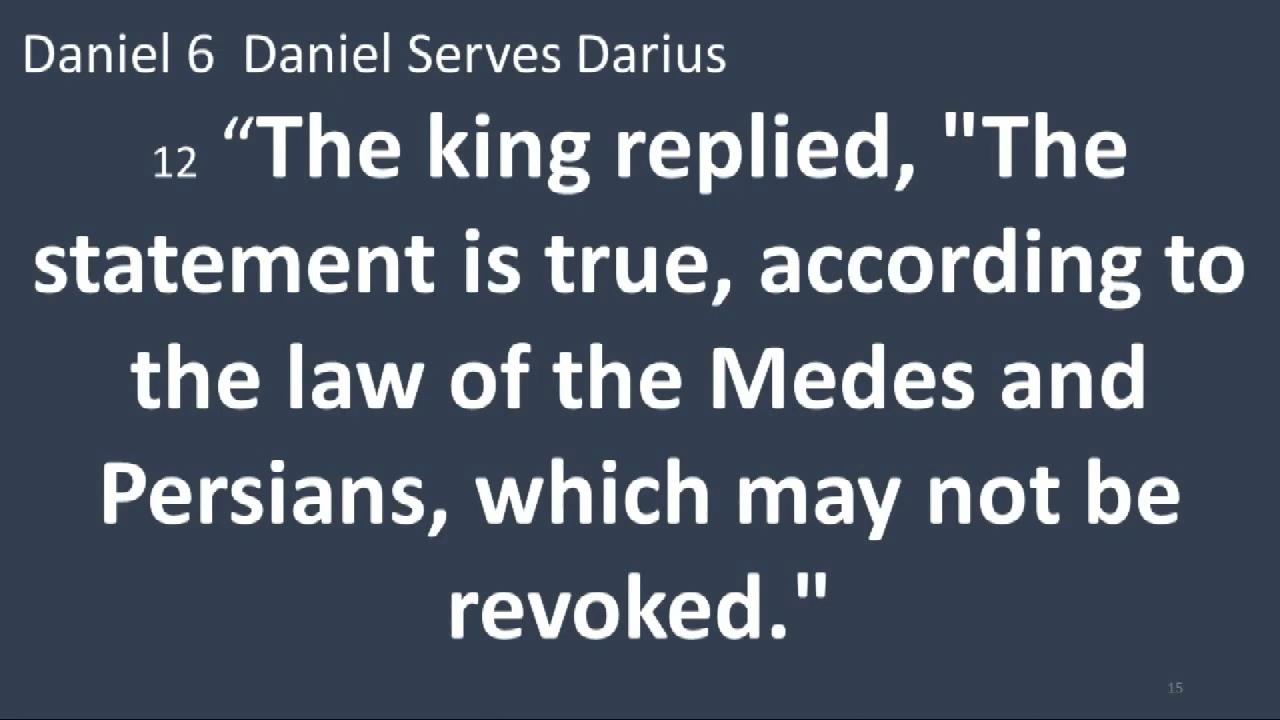 Daniel 6  Daniel Serves Darius
12 “The king replied, "The
statement is true, according to
the law of the Medes and
Persians, which may not be
revoked."
15